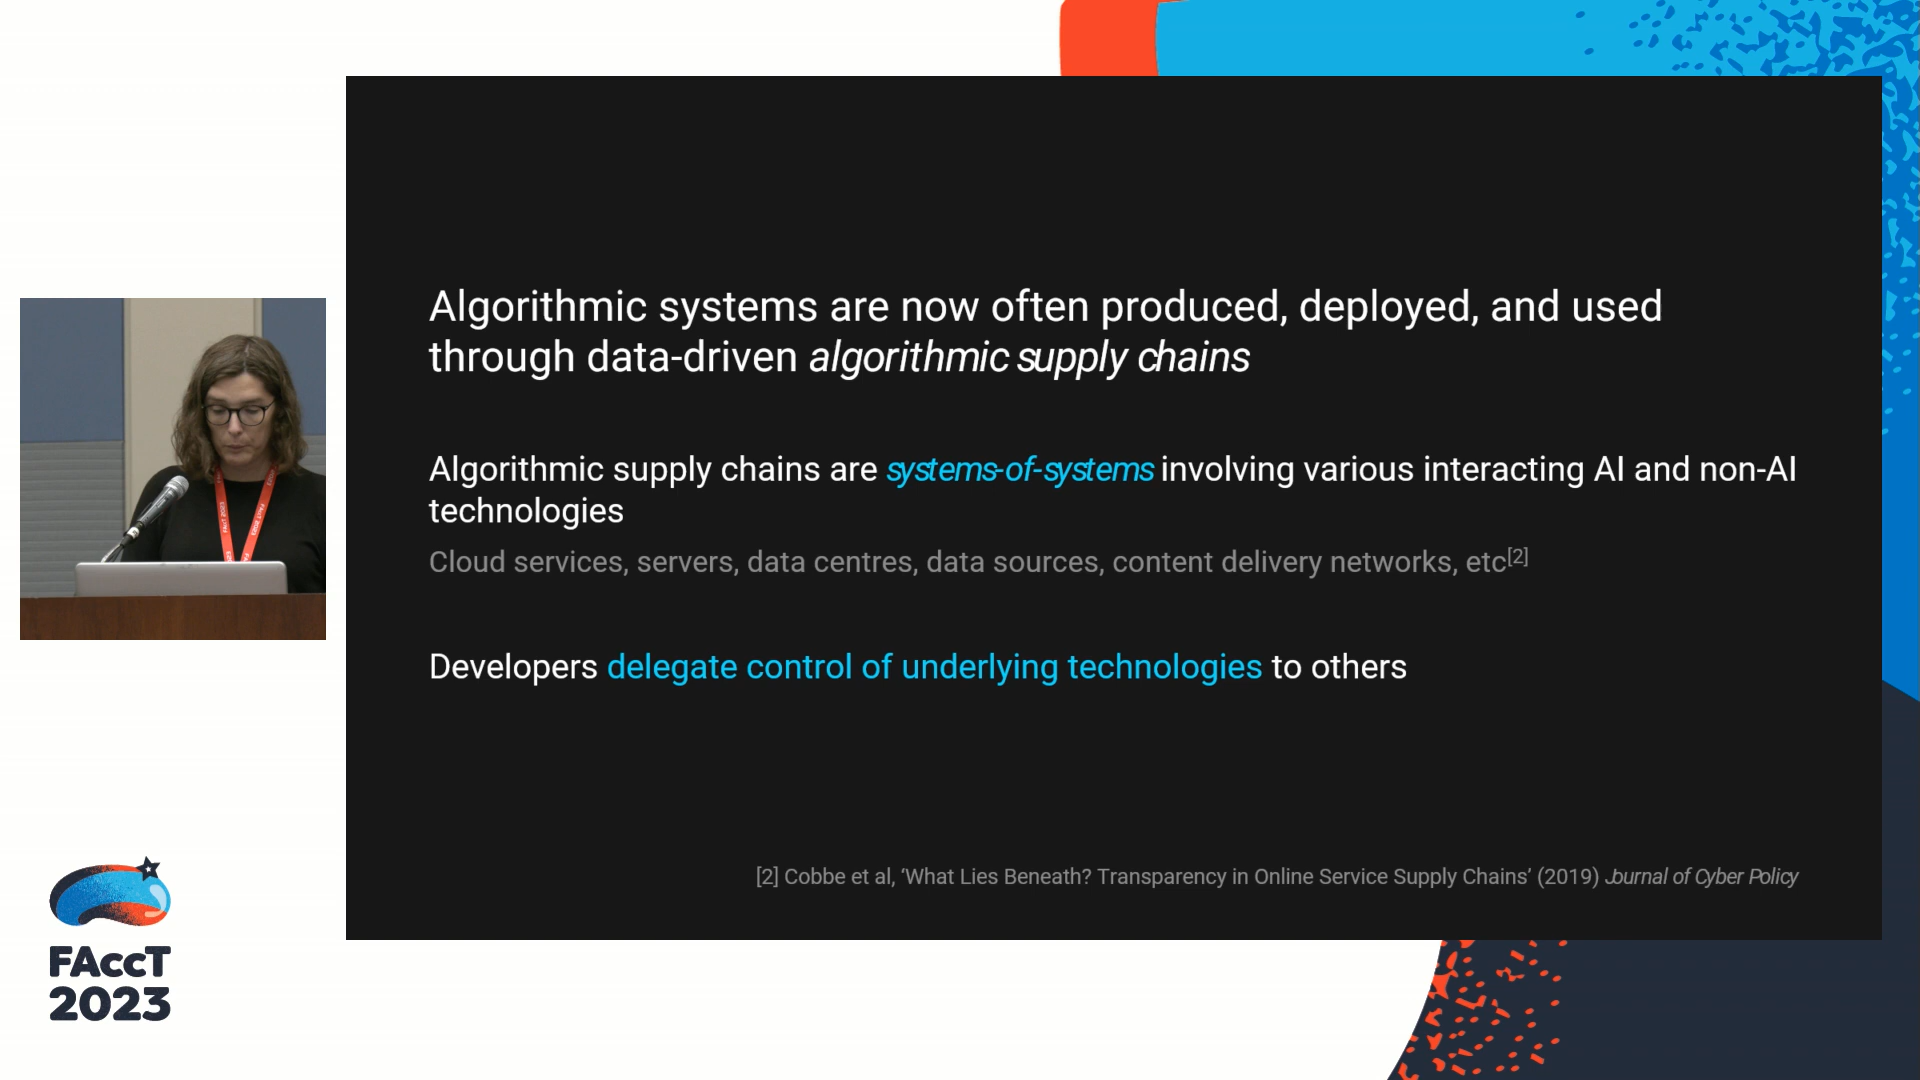 Algorithmic systems are now often produced, deployed, and used
through data-driven algorithmic supply chains
Algorithmic supply chains are systems-of-systems involving various interacting AI and non-AI
technologies
Cloud services, servers, data centres, data sources, content delivery networks, etc[2]
Developers delegate control of underlying technologies to others
[2] Cobbe et al, ‘What Lies Beneath? Transparency in Online Service Supply Chains’ (2019) Journal of Cyber Policy
FAccT
2023